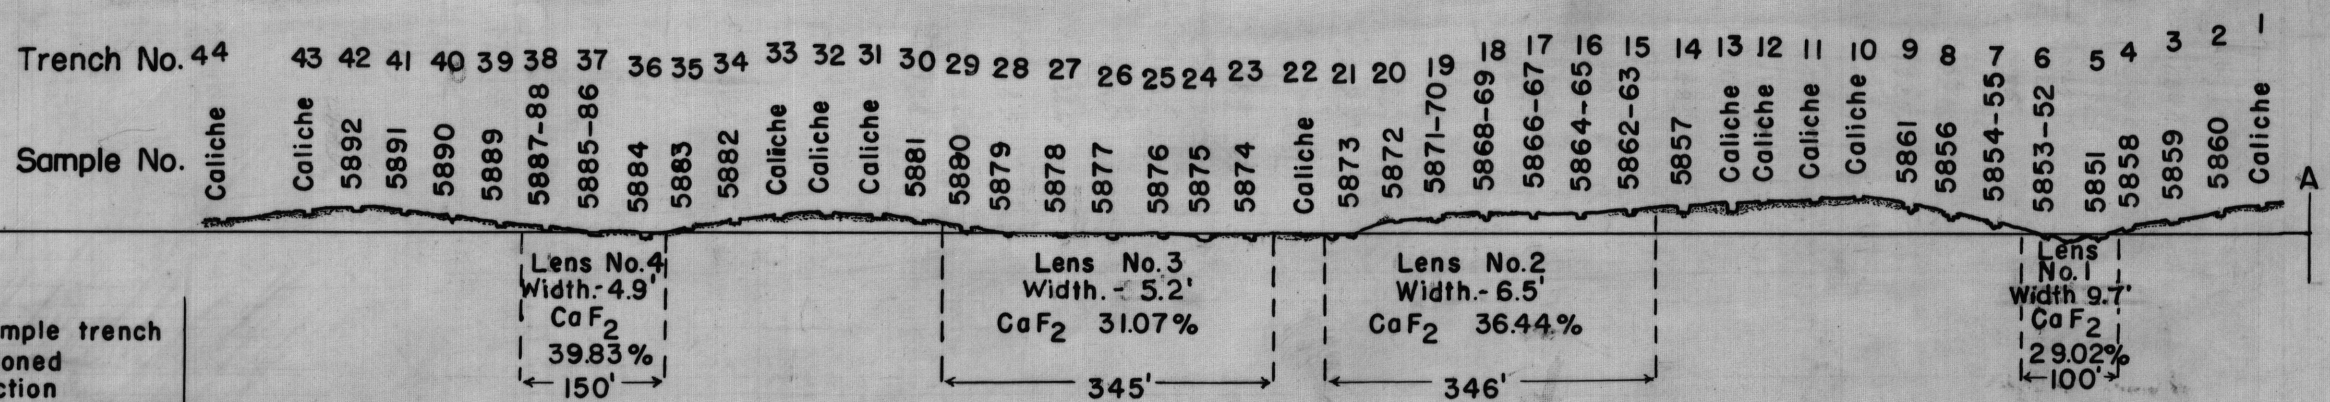 Trench No. 44 43 42 41 40 39 38 37 36 35 34 33 32 31 30 29 28 27 26 25 24 23 22 21 20 19 18 17 16 15 14 13 12 11 10 9 8 7 6 5 4 3 2 1
Sample No. Caliche Caliche 5892 5891 5890 5889 5887-88 5885-86 5884 5883 5882 Caliche Caliche Caliche 5881 5880 5879 5878 5877 5876 5875 5874 Caliche 5873 5872 5871-70 5868-69 5866-67 5864-65 5862-63 5857 Caliche Caliche Caliche Caliche 5861 5856 5854-55 5853-52 5851 5858 5859 5860 Caliche
A
Lens No.4
Width.-4.9'
CaF2
39.83%
150'
Lens No.3
Width. - 5.2'
CaF2 31.07%
345'
Lens No.2
Width.- 6.5'
CaF2 36.44.%
346'
Lens
No.1
Width 9.7'
CaF2
29.02%
100'
mple trench
oned
ction